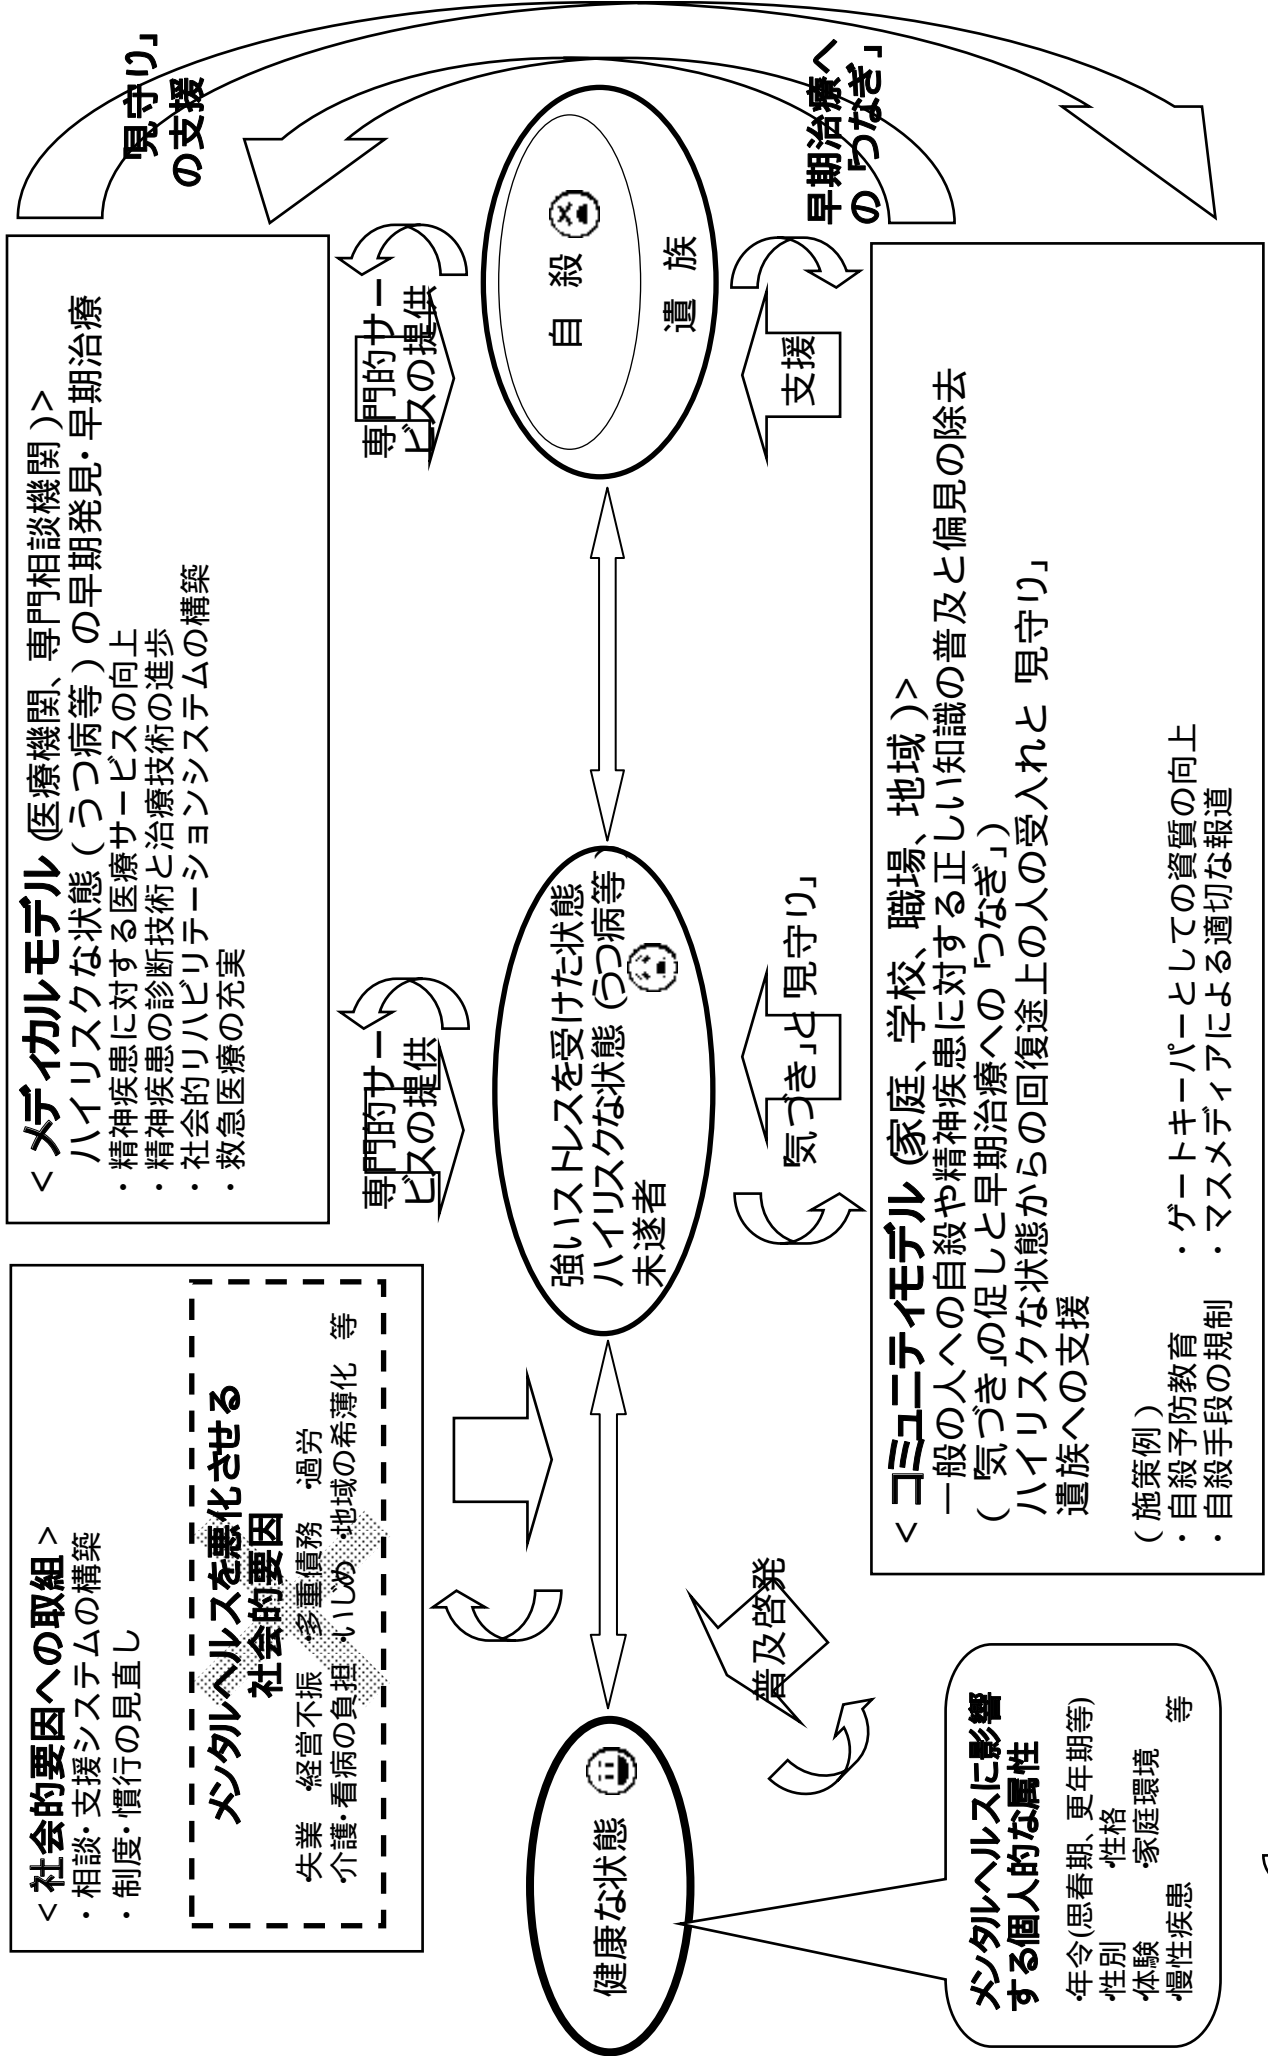 ＜社会的要因への取組＞
・相談・支援システムの構築
・制度・慣行の見直し
メンタルヘルスを悪化させる
社会的要因
・失業　・経営不振　・多重債務　・過労
・介護・看病の負担　・いじめ　・地域の希薄化　等
＜メディカルモデル(医療機関、専門相談機関)＞
ハイリスクな状態(うつ病等)の早期発見・早期治療
・精神疾患に対する医療サービスの向上
・精神疾患の診断技術と治療技術の進歩
・社会的リハビリテーションシステムの構築
・救急医療の充実
「見守り」
の支援
専門的サー
ビスの提供
専門的サー
ビスの提供
健康な状態
強いストレスを受けた状態
ハイリスクな状態(うつ病等)
未遂者
自　殺
遺　族
普及啓発
「気づき」と「見守り」
支援
早期治療へ
の「つなぎ」
メンタルヘルスに影響
する個人的な属性
・年令(思春期、更年期等)
・性別　・性格
・体験　・家庭環境
・慢性疾患　等
＜コミュニティモデル(家庭、学校、職場、地域)＞
一般の人への自殺や精神疾患に対する正しい知識の普及と偏見の除去
(「気づき」の促しと早期治療への「つなぎ」)
ハイリスクな状態からの回復途上の人の受入れと「見守り」
遺族への支援
(施策例)
・自殺予防教育　・ゲートキーパーとしての資質の向上
・自殺手段の規制　・マスメディアによる適切な報道